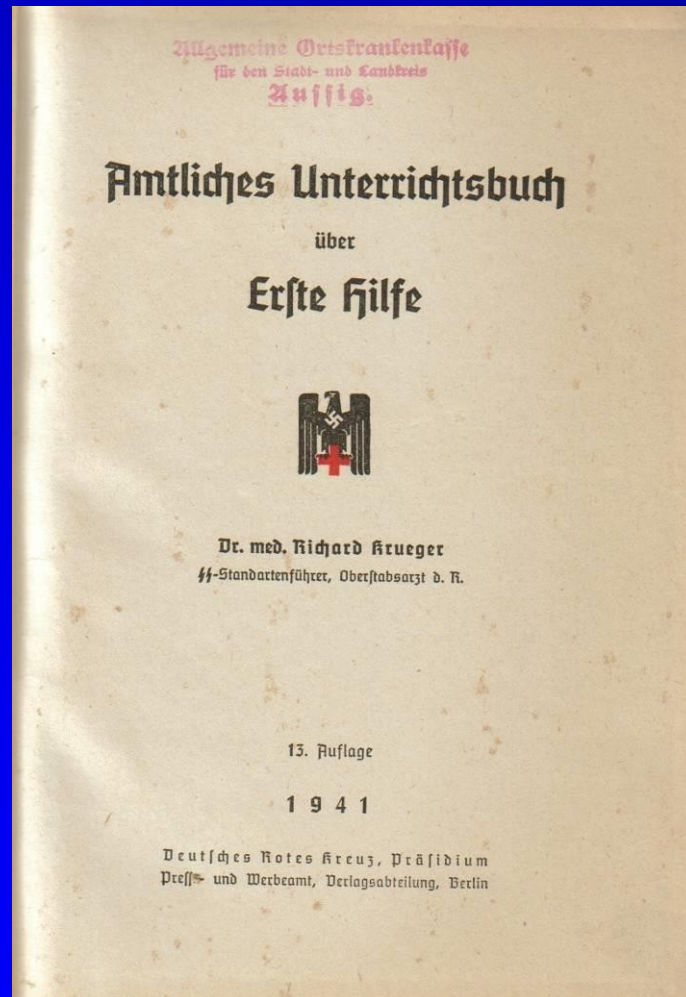 Allgemeine Ortskrankenkasse
für den Stadt- und Landkreis
Aussig.
Amtliches Unterrichtsbuch
über
Erste Hilfe
Dr. med. Richard Krueger
SS-Standartenführer, Oberstabsarzt d. R.
13. Auflage
1941
Deutsches Rotes Kreuz, Präsidium
Press- und Werbeamt, Verlagsabteilung, Berlin